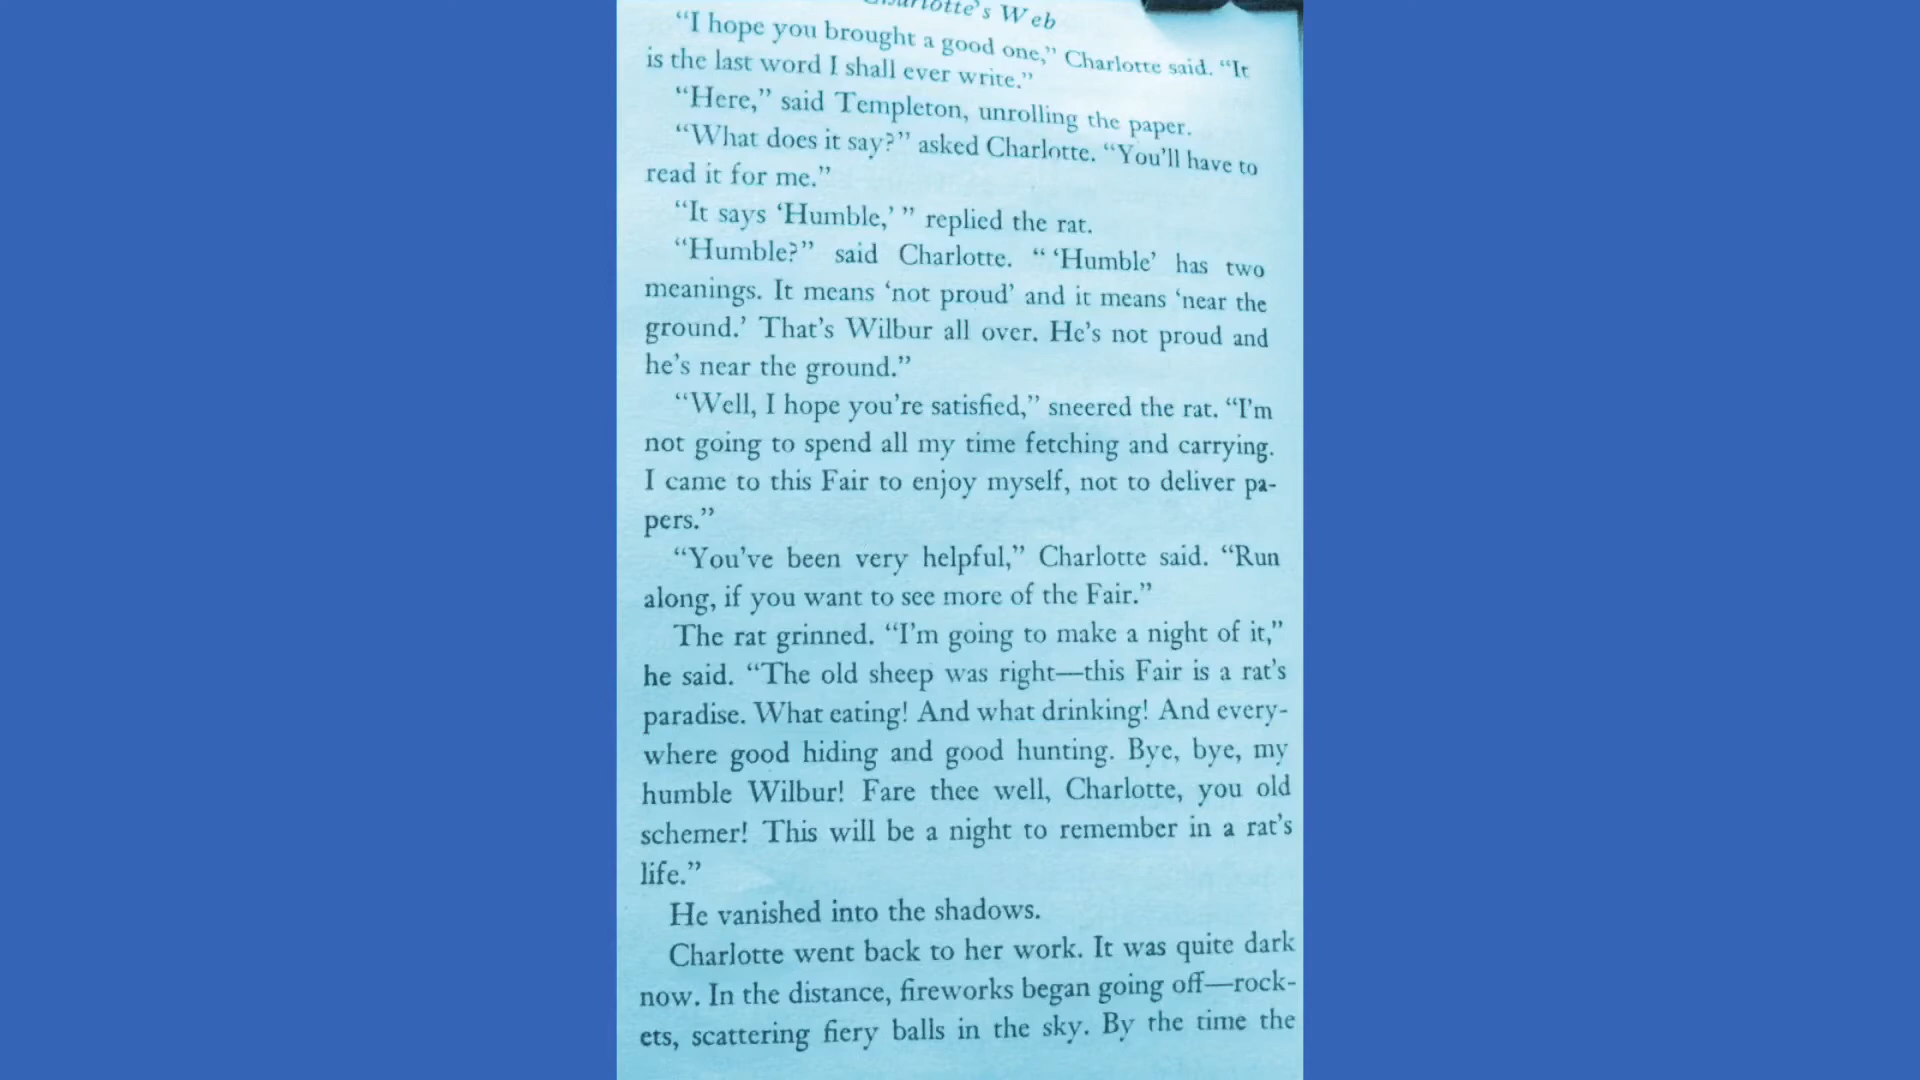 Charlotte's Web
"I hope you brought a good one," Charlotte said. "It
is the last word I shall ever write."
"Here," said Templeton, unrolling the paper.
"What does it say?" asked Charlotte. "You'll have to
read it for me."
"It says 'Humble,' " replied the rat.
"Humble?" said Charlotte. " 'Humble' has two
meanings. It means 'not proud' and it means 'near the
ground.' That's Wilbur all over. He's not proud and
he's near the ground."
"Well, I hope you're satisfied," sneered the rat. "I'm
not going to spend all my time fetching and carrying.
I came to this Fair to enjoy myself, not to deliver pa-
pers."
"You've been very helpful," Charlotte said. "Run
along, if you want to see more of the Fair."
The rat grinned. "I'm going to make a night of it,"
he said. "The old sheep was right—this Fair is a rat's
paradise. What eating! And what drinking! And every-
where good hiding and good hunting. Bye, bye, my
humble Wilbur! Fare thee well, Charlotte, you old
schemer! This will be a night to remember in a rat's
life."
He vanished into the shadows.
Charlotte went back to her work. It was quite dark
now. In the distance, fireworks began going off—rock-
ets, scattering fiery balls in the sky. By the time the